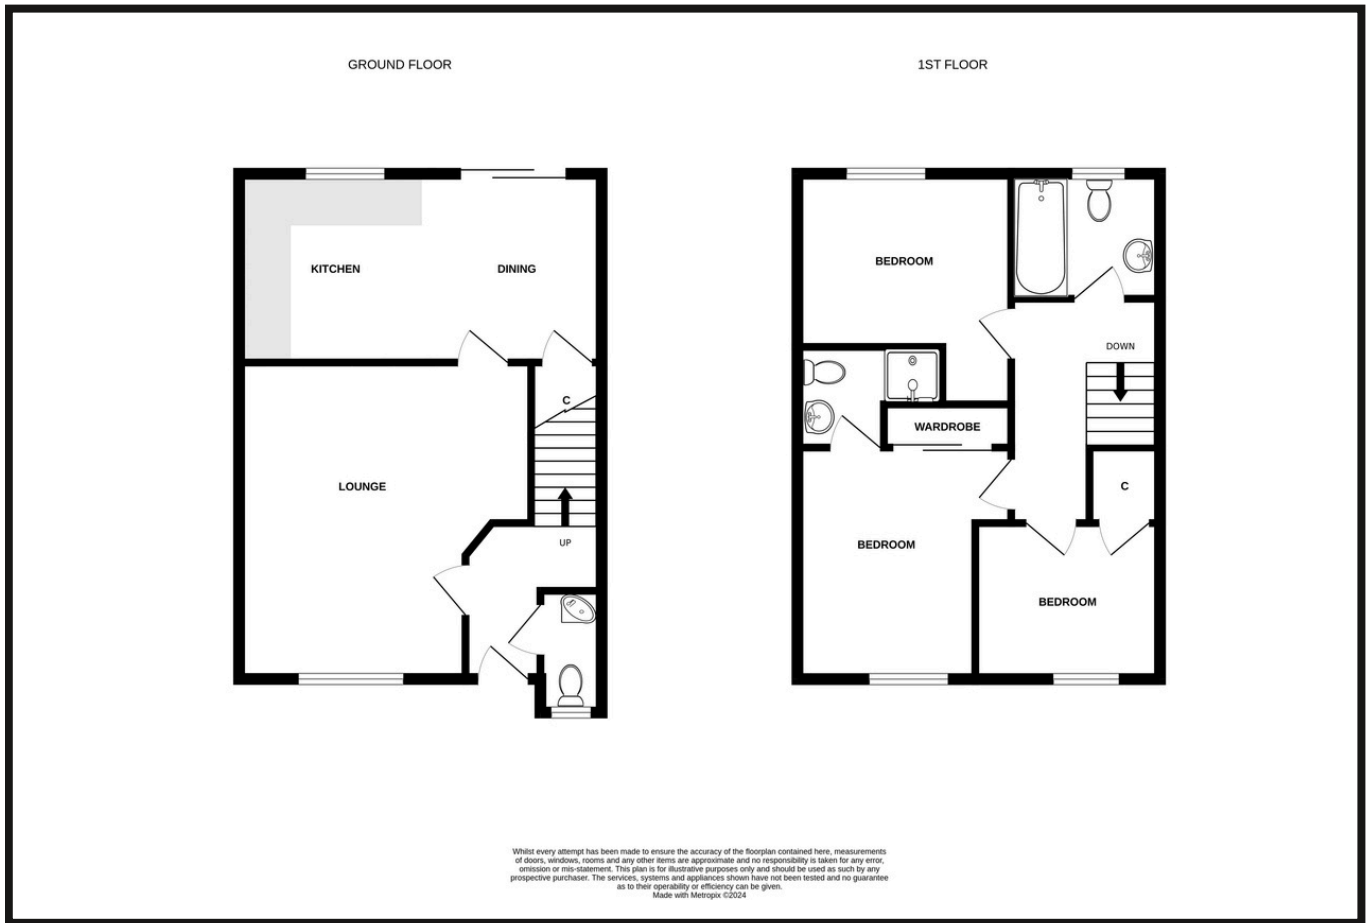 GROUND FLOOR
1ST FLOOR
KITCHEN
DINING
C
LOUNGE
UP
BEDROOM
DOWN
WARDROBE
C
BEDROOM
BEDROOM
Whilst every attempt has been made to ensure the accuracy of the floorplan contained here, measurements
of doors, windows, rooms and any other items are approximate and no responsibility is taken for any error,
omission or mis-statement. This plan is for illustrative purposes only and should be used as such by any
prospective purchaser. The services, systems and appliances shown have not been tested and no guarantee
as to their operability or efficiency can be given.
Made with Metropix ©2024